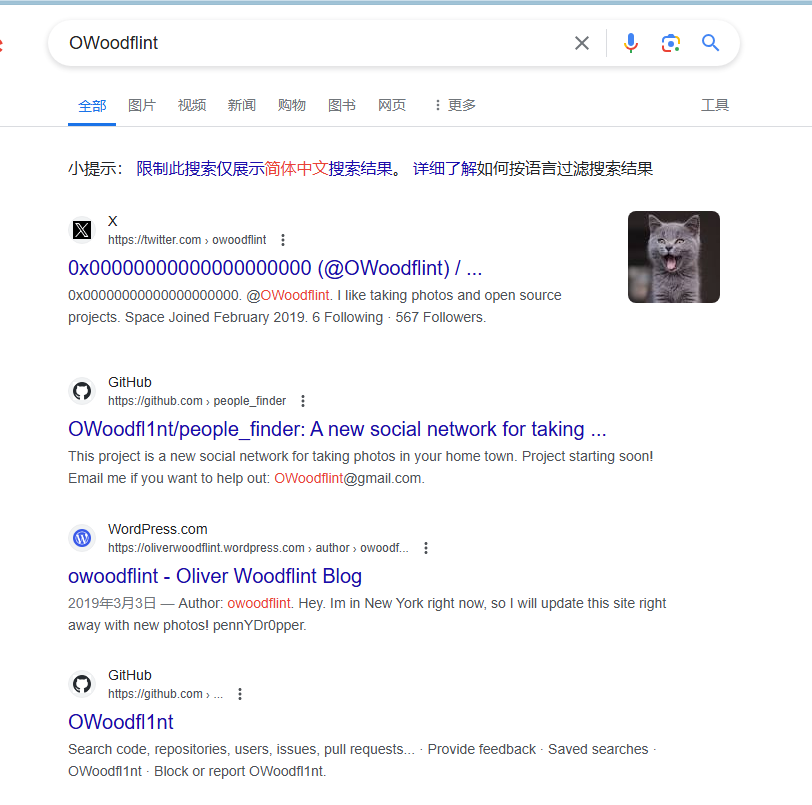 OWoodflint
全部 图片 视频 新闻 购物 图书 网页 更多 工具
小提示： 限制此搜索仅展示简体中文搜索结果。 详细了解如何按语言过滤搜索结果
X
https://twitter.com › owoodflint
0x00000000000000000000 (@OWoodflint) / ...
0x00000000000000000000. @OWoodflint. I like taking photos and open source
projects. Space Joined February 2019. 6 Following · 567 Followers.
GitHub
https://github.com › people_finder
OWoodfl1nt/people_finder: A new social network for taking ...
This project is a new social network for taking photos in your home town. Project starting soon!
Email me if you want to help out: OWoodflint@gmail.com.
WordPress.com
https://oliverwoodflint.wordpress.com › author › owoodf...
owoodflint - Oliver Woodflint Blog
2019年3月3日 — Author: owoodflint. Hey. Im in New York right now, so I will update this site right
away with new photos! pennYDr0pper.
GitHub
https://github.com › ...
OWoodfl1nt
Search code, repositories, users, issues, pull requests... · Provide feedback · Saved searches ·
OWoodfl1nt · Block or report OWoodfl1nt.